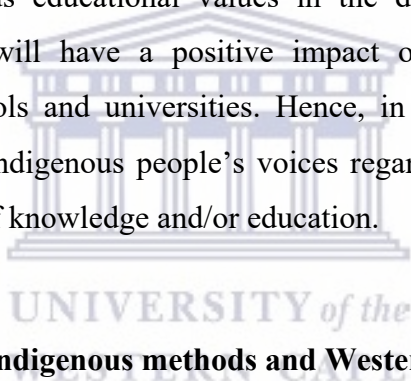 us educational values in the d
will have a positive impact o
ols and universities. Hence, in
ndigenous people’s voices regar
f knowledge and/or education.
UNIVERSITY of the
ndigenous methods and Wester